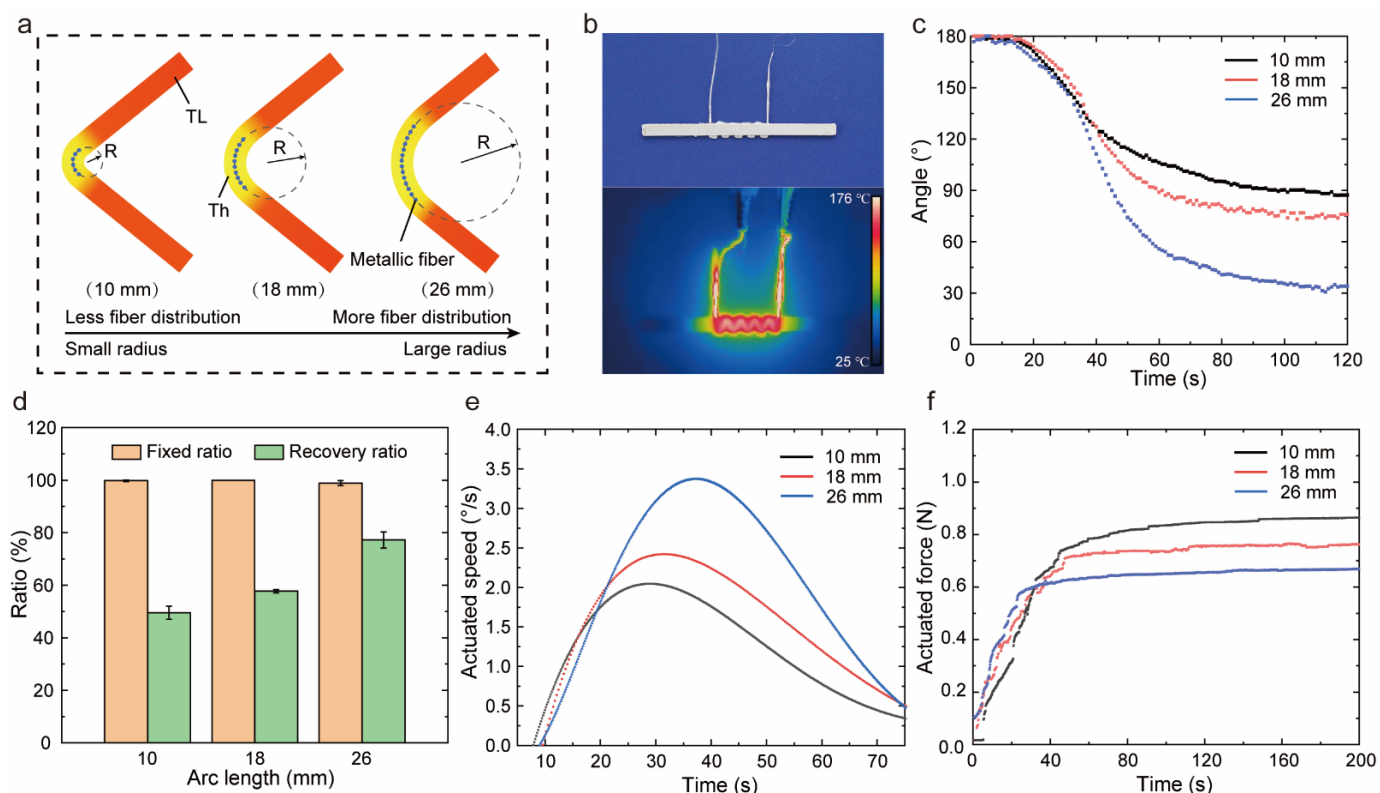 a
TL
R
R
R
Th
Metallic fiber
（10 mm）
（18 mm）
（26 mm）
Less fiber distribution
More fiber distribution
Small radius
Large radius
b
176 ℃
25 ℃
c
180
150
120
90
60
30
0
Angle (°)
10 mm
18 mm
26 mm
0
20
40
60
80
100
120
Time (s)
d
120
100
80
60
40
20
0
Ratio (%)
Fixed ratio
Recovery ratio
10
18
26
Arc length (mm)
e
4.0
3.5
3.0
2.5
2.0
1.5
1.0
0.5
0.0
Actuated speed (°/s)
10 mm
18 mm
26 mm
10
20
30
40
50
60
70
Time (s)
f
1.2
1.0
0.8
0.6
0.4
0.2
0.0
Actuated force (N)
10 mm
18 mm
26 mm
0
40
80
120
160
200
Time (s)